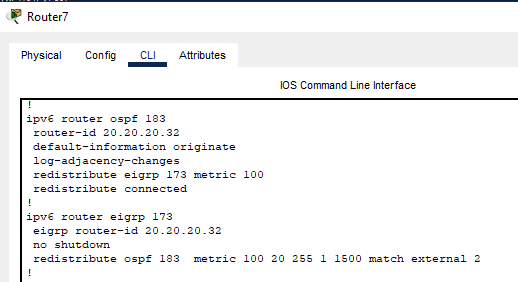 Router7
Physical Config CLI Attributes
IOS Command Line Interface
!
ipv6 router ospf 183
router-id 20.20.20.32
default-information originate
log-adjacency-changes
redistribute eigrp 173 metric 100
redistribute connected
!
ipv6 router eigrp 173
eigrp router-id 20.20.20.32
no shutdown
redistribute ospf 183  metric 100 20 255 1 1500 match external 2
!